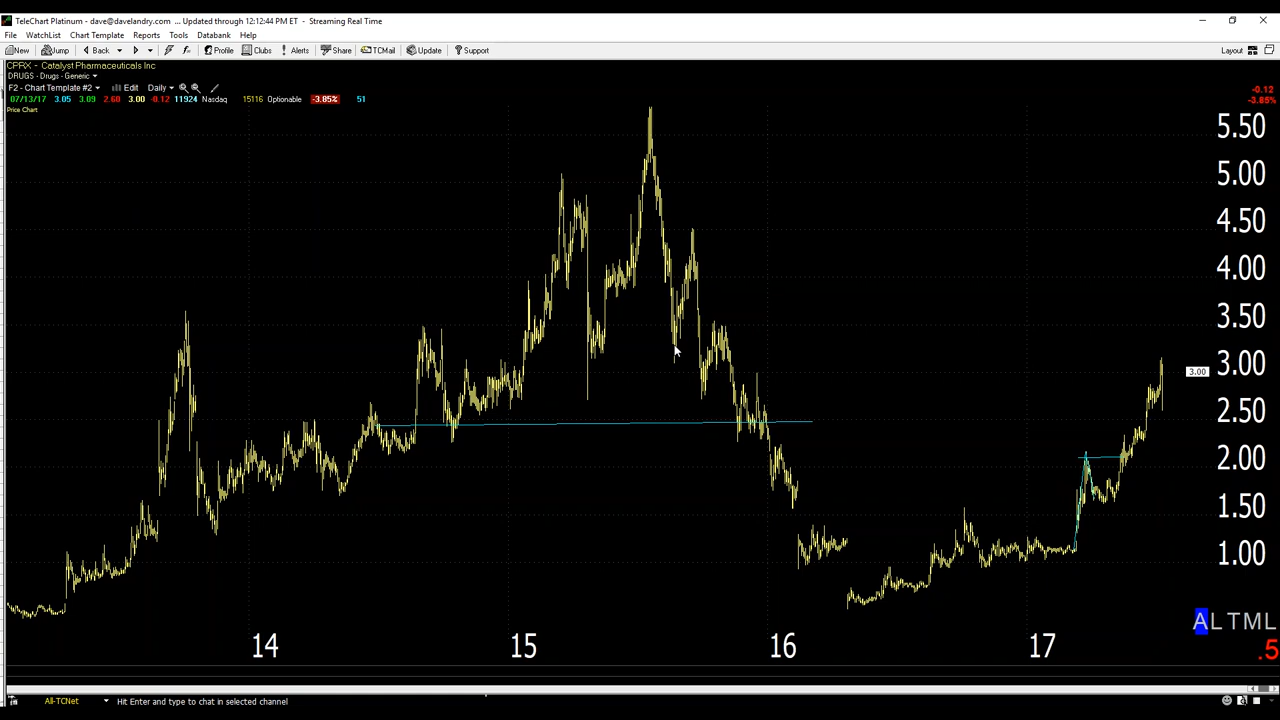 TeleChart Platinum - dave@davelandry.com ... Updated through 12:12:44 PM ET - Streaming Real Time
File WatchList Chart Template Reports Tools Databank Help
New Jump Back Profile Clubs Alerts Share TCMail Update Support Layout
CPRX - Catalyst Pharmaceuticals Inc
DRUGS - Drugs - Generic
F2 - Chart Template #2 Edit Daily
07/13/17 3.05 3.09 2.60 3.00 -0.12 11924 Nasdaq 15116 Optionable -3.85% 51
-0.12
-3.85%
Price Chart
5.50
5.00
4.50
4.00
3.50
3.00 3.00
2.50
2.00
1.50
1.00
ALTML
14 15 16 17
.5
All-TCNet Hit Enter and type to chat in selected channel